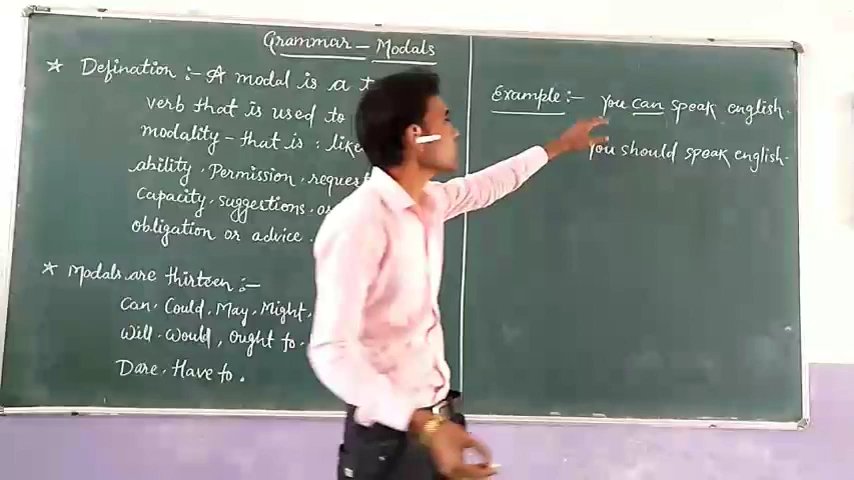 Grammar - Modals
* Defination :- A modal is a
verb that is used to
modality - that is : like
ability, Permission, request
Capacity, suggestions, or
obligation or advice.
* Modals are thirteen :-
Can, Could, May, Might,
Will, Would, Ought to,
Dare, Have to.
Example :- You can speak english.
You should speak english.